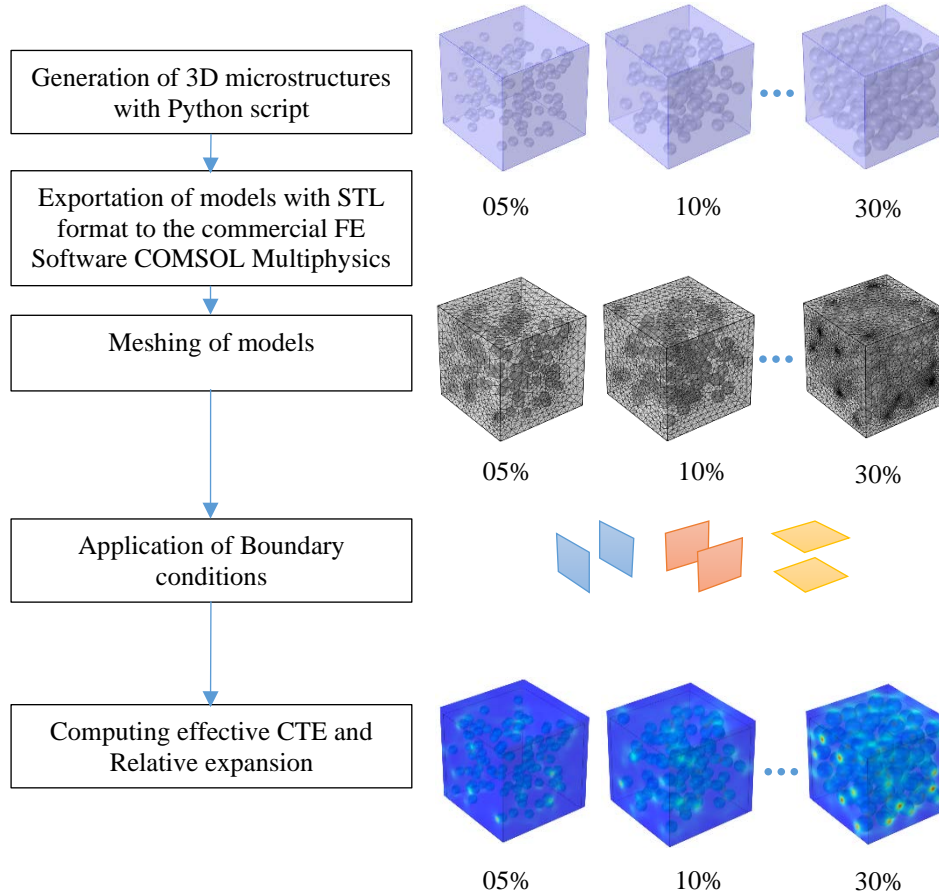 Generation of 3D microstructures
with Python script
05%
10%
30%
Exportation of models with STL
format to the commercial FE
Software COMSOL Multiphysics
Meshing of models
05%
10%
30%
Application of Boundary
conditions
Computing effective CTE and
Relative expansion
05%
10%
30%